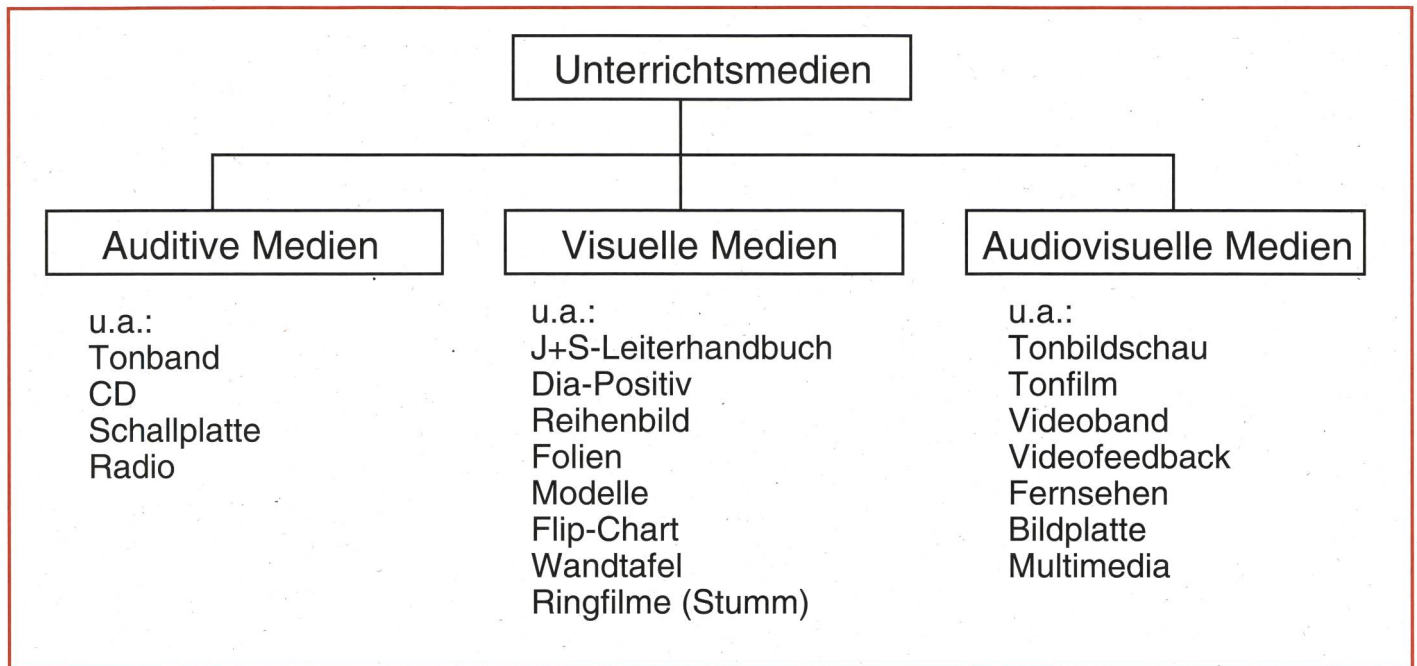 Unterrichtsmedien
Auditive Medien
u.a.:
Tonband
CD
Schallplatte
Radio
Visuelle Medien
u.a.:
J+S-Leiterhandbuch
Dia-Positiv
Reihenbild
Folien
Modelle
Flip-Chart
Wandtafel
Ringfilme (Stumm)
Audiovisuelle Medien
u.a.:
Tonbildschau
Tonfilm
Videoband
Videofeedback
Fernsehen
Bildplatte
Multimedia